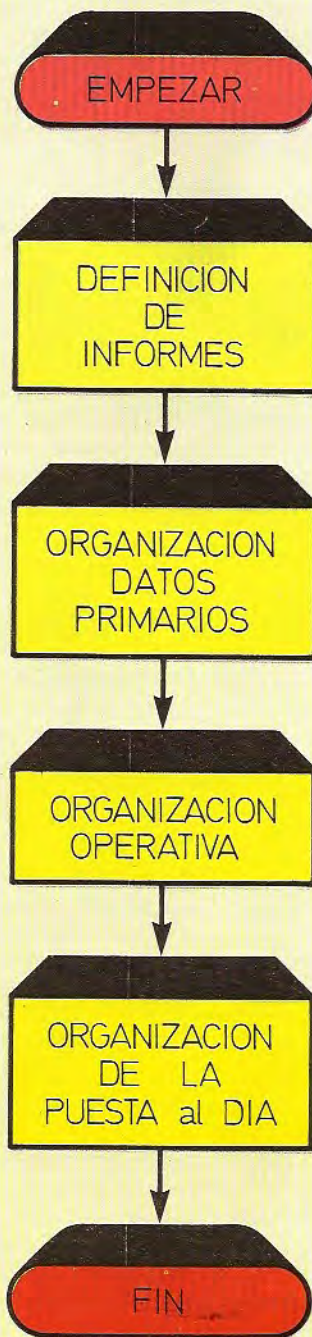 EMPEZAR
DEFINICION
DE
INFORMES
ORGANIZACION
DATOS
PRIMARIOS
ORGANIZACION
OPERATIVA
ORGANIZACION
DE LA
PUESTA al DIA
FIN